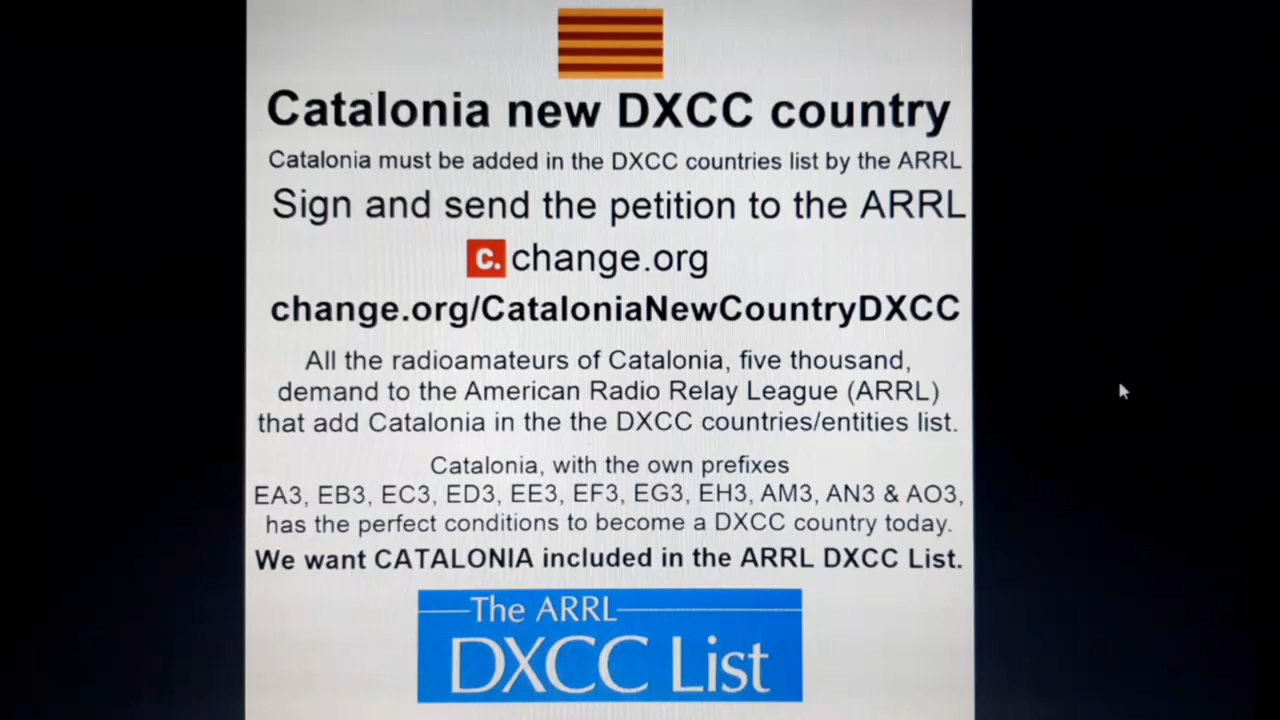 Catalonia new DXCC country
Catalonia must be added in the DXCC countries list by the ARRL
Sign and send the petition to the ARRL
c. change.org
change.org/CataloniaNewCountryDXCC
All the radioamateurs of Catalonia, five thousand,
demand to the American Radio Relay League (ARRL)
that add Catalonia in the the DXCC countries/entities list.
Catalonia, with the own prefixes
EA3, EB3, EC3, ED3, EE3, EF3, EG3, EH3, AM3, AN3 & AO3,
has the perfect conditions to become a DXCC country today.
We want CATALONIA included in the ARRL DXCC List.
The ARRL
DXCC List